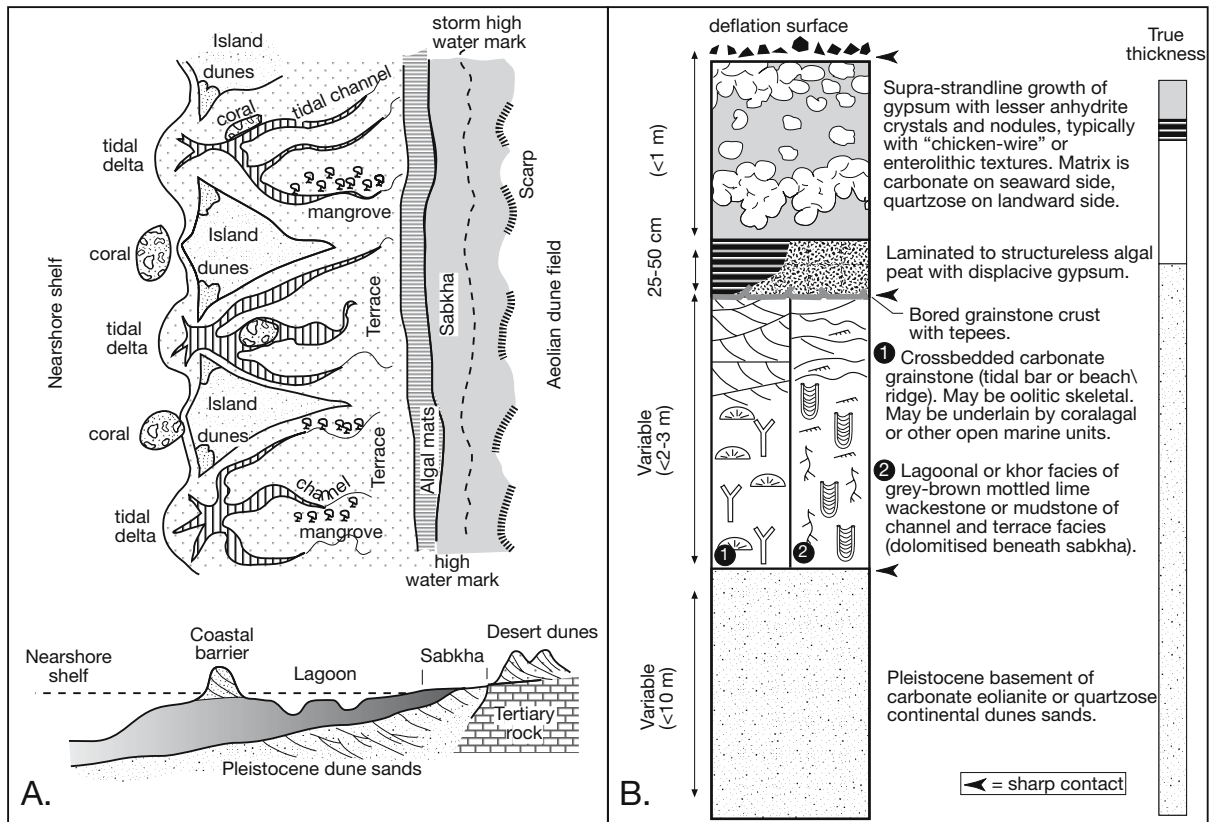 storm high
water mark
Island
dunes
coral
tidal channel
tidal
delta
mangrove
Scarp
coral
Island
dunes
Nearshore shelf
Terrace
Sabkha
Aeolian dune field
tidal
delta
Island
coral
dunes
Terrace
Algal mats
channel
tidal
delta
mangrove
high
water mark
Coastal
barrier
Desert dunes
Nearshore
shelf
Lagoon
Sabkha
Tertiary
rock
Pleistocene dune sands
A.
deflation surface
True
thickness
(<1 m)
Supra-strandline growth of
gypsum with lesser anhydrite
crystals and nodules, typically
with “chicken-wire” or
enterolithic textures. Matrix is
carbonate on seaward side,
quartzose on landward side.
25-50 cm
Laminated to structureless algal
peat with displacive gypsum.
Bored grainstone crust
with tepees.
Variable
(<2-3 m)
1 Crossbedded carbonate
grainstone (tidal bar or beach\
ridge). May be oolitic skeletal.
May be underlain by coralagal
or other open marine units.
2 Lagoonal or khor facies of
grey-brown mottled lime
wackestone or mudstone of
channel and terrace facies
(dolomitised beneath sabkha).
1
2
Variable
(<10 m)
Pleistocene basement of
carbonate eolianite or quartzose
continental dunes sands.
= sharp contact
B.